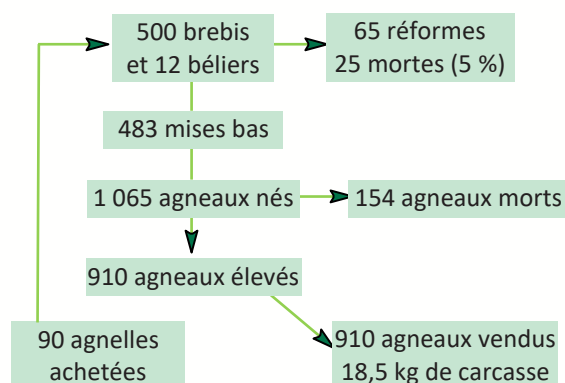 500 brebis
et 12 béliers
65 réformes
25 mortes (5 %)
483 mises bas
1 065 agneaux nés
154 agneaux morts
910 agneaux élevés
90 agnelles
achetées
910 agneaux vendus
18,5 kg de carcasse